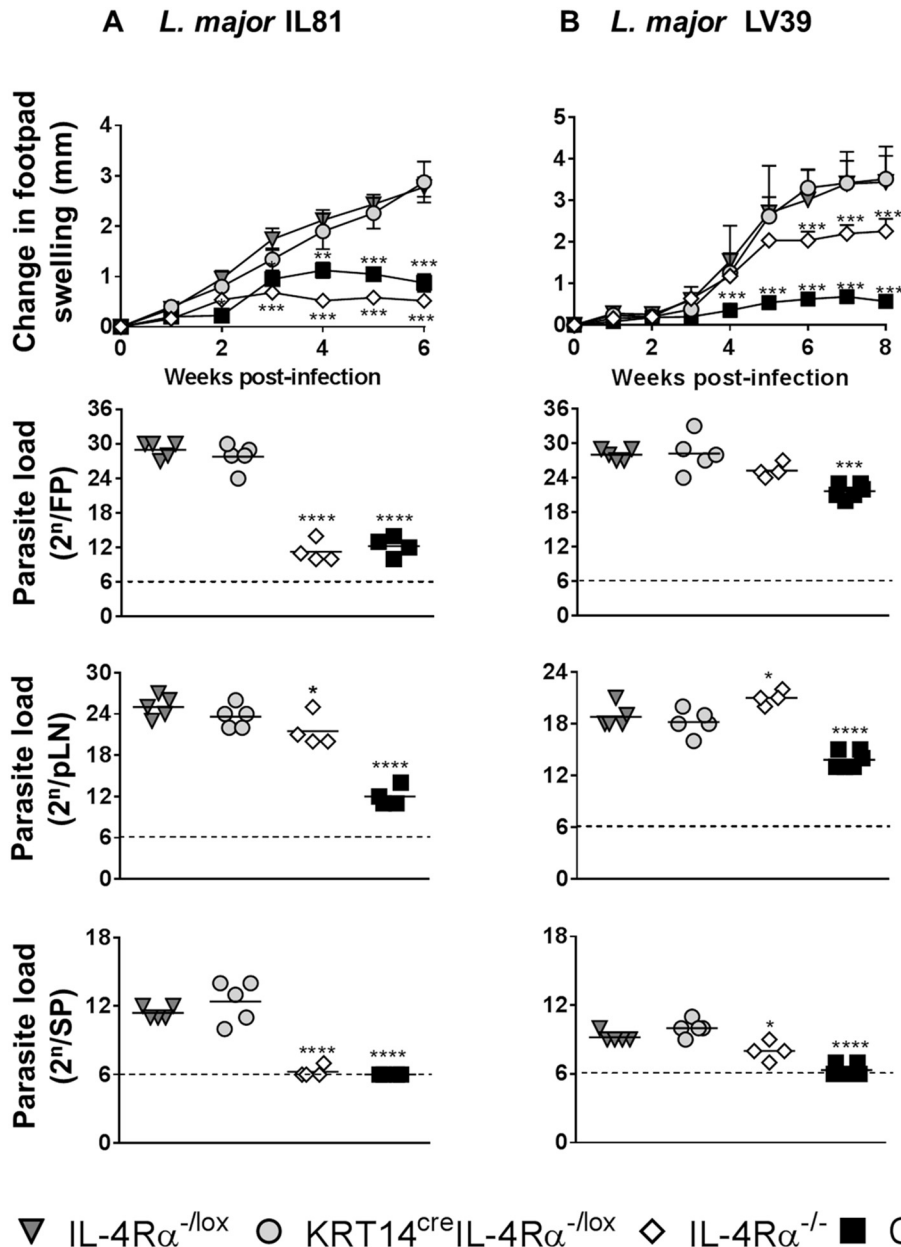 A L. major IL81
B L. major LV39
Change in footpad
swelling (mm)
4
3
2
1
0
** *** ***
*** *** *** ***
0 2 4 6
Weeks post-infection
5
4
3
2
1
0
*** *** ***
*** *** *** *** ***
0 2 4 6 8
Weeks post-infection
Parasite load
(2ⁿ/FP)
36
30
24
18
12
6
0
**** ****
36
30
24
18
12
6
0
***
Parasite load
(2ⁿ/pLN)
30
24
18
12
6
0
* ****
24
18
12
6
0
* ****
Parasite load
(2ⁿ/SP)
18
12
6
0
**** ****
18
12
6
0
* ****
IL-4Rα⁻/lox KRT14creIL-4Rα⁻/lox IL-4Rα⁻/⁻